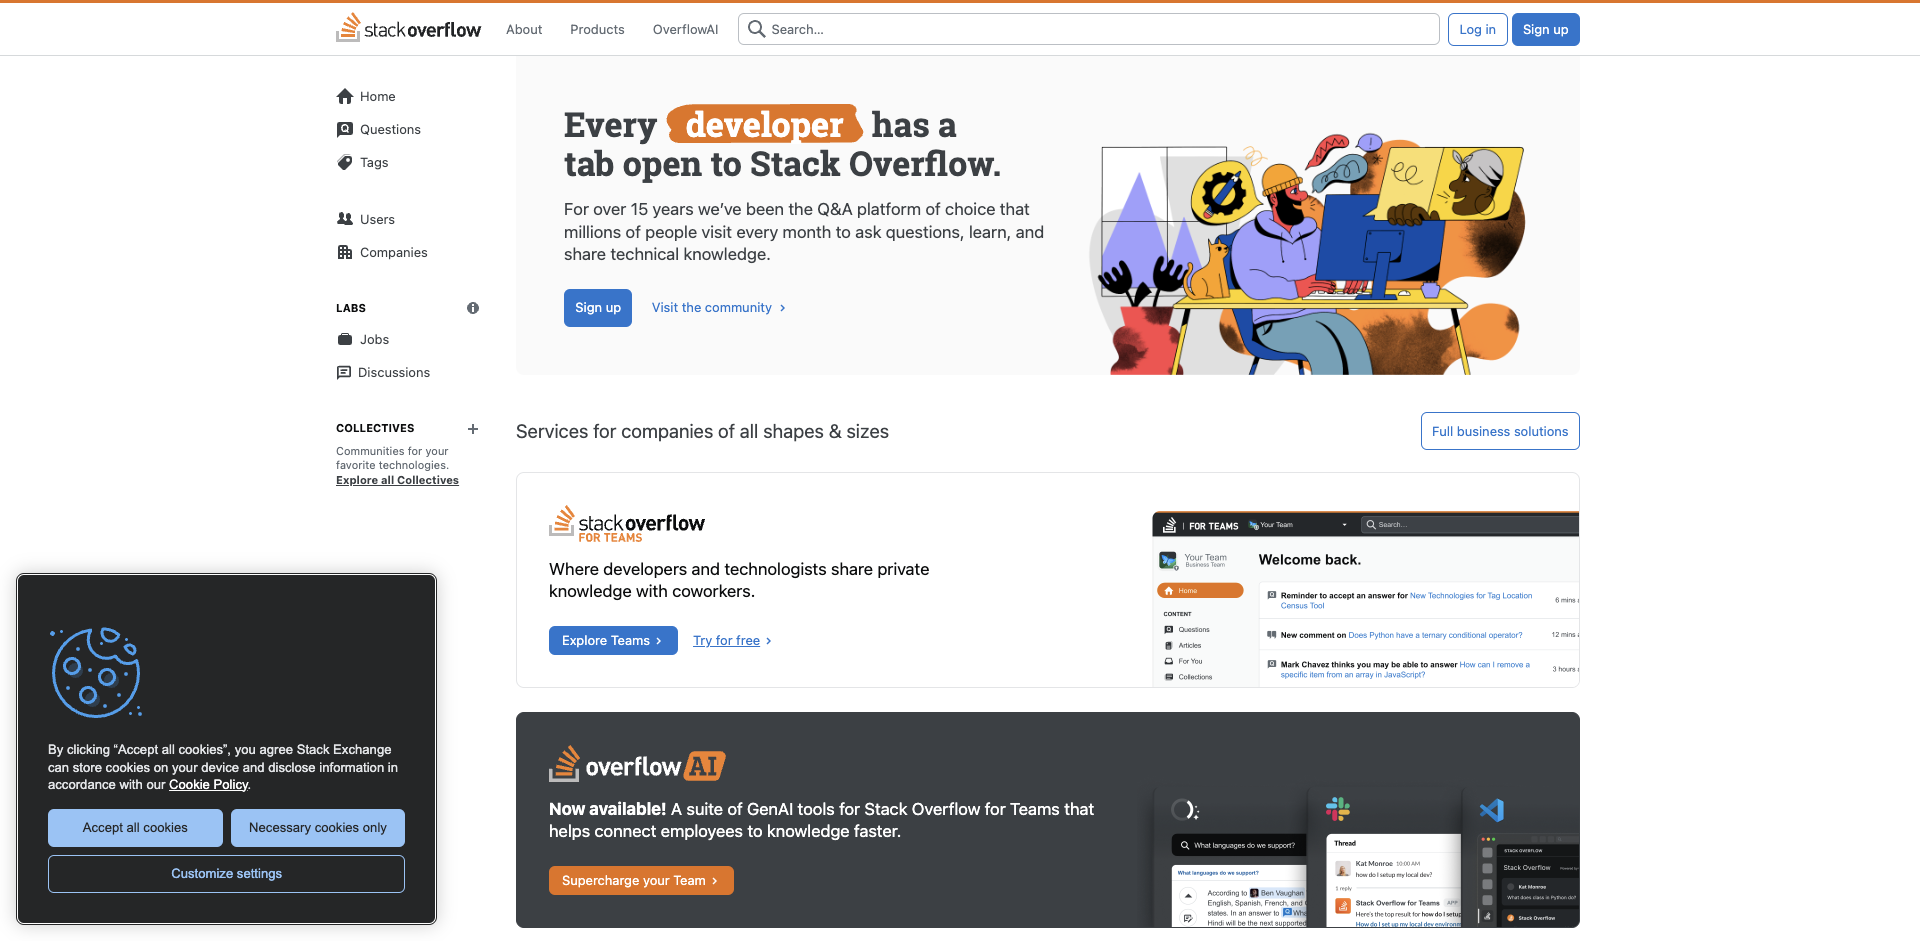 stackoverflow
About
Products
OverflowAI
Search...
Log in
Sign up
Home
Questions
Tags
Users
Companies
LABS
Jobs
Discussions
COLLECTIVES
Communities for your
favorite technologies.
Explore all Collectives
Every developer has a
tab open to Stack Overflow.
For over 15 years we’ve been the Q&A platform of choice that
millions of people visit every month to ask questions, learn, and
share technical knowledge.
Sign up
Visit the community
Services for companies of all shapes & sizes
Full business solutions
stackoverflow
FOR TEAMS
Where developers and technologists share private
knowledge with coworkers.
Explore Teams
Try for free
FOR TEAMS
Your Team
Search...
Your Team
Business Team
Home
CONTENT
Questions
Articles
For You
Collections
Welcome back.
Reminder to accept an answer for New Technologies for Tag Location
Census Tool
6 mins
New comment on Does Python have a ternary conditional operator?
12 mins
Mark Chavez thinks you may be able to answer How can I remove a
specific item from an array in JavaScript?
3 hours
overflowAI
Now available! A suite of GenAI tools for Stack Overflow for Teams that
helps connect employees to knowledge faster.
Supercharge your Team
What languages do we support?
What languages do we support?
According to Ben Vaughan
English, Spanish, French, and
states. In an answer to
Hindi will be the next supported
Thread
Kat Monroe 10:00 AM
how do I setup my local dev?
1 reply
Stack Overflow for Teams APP
Here's the top result for how do I setup
How do I set up my local dev environm
STACK OVERFLOW
Stack Overflow
Kat Monroe
What does class in Python do?
Stack Overflow
By clicking “Accept all cookies”, you agree Stack Exchange
can store cookies on your device and disclose information in
accordance with our Cookie Policy.
Accept all cookies
Necessary cookies only
Customize settings